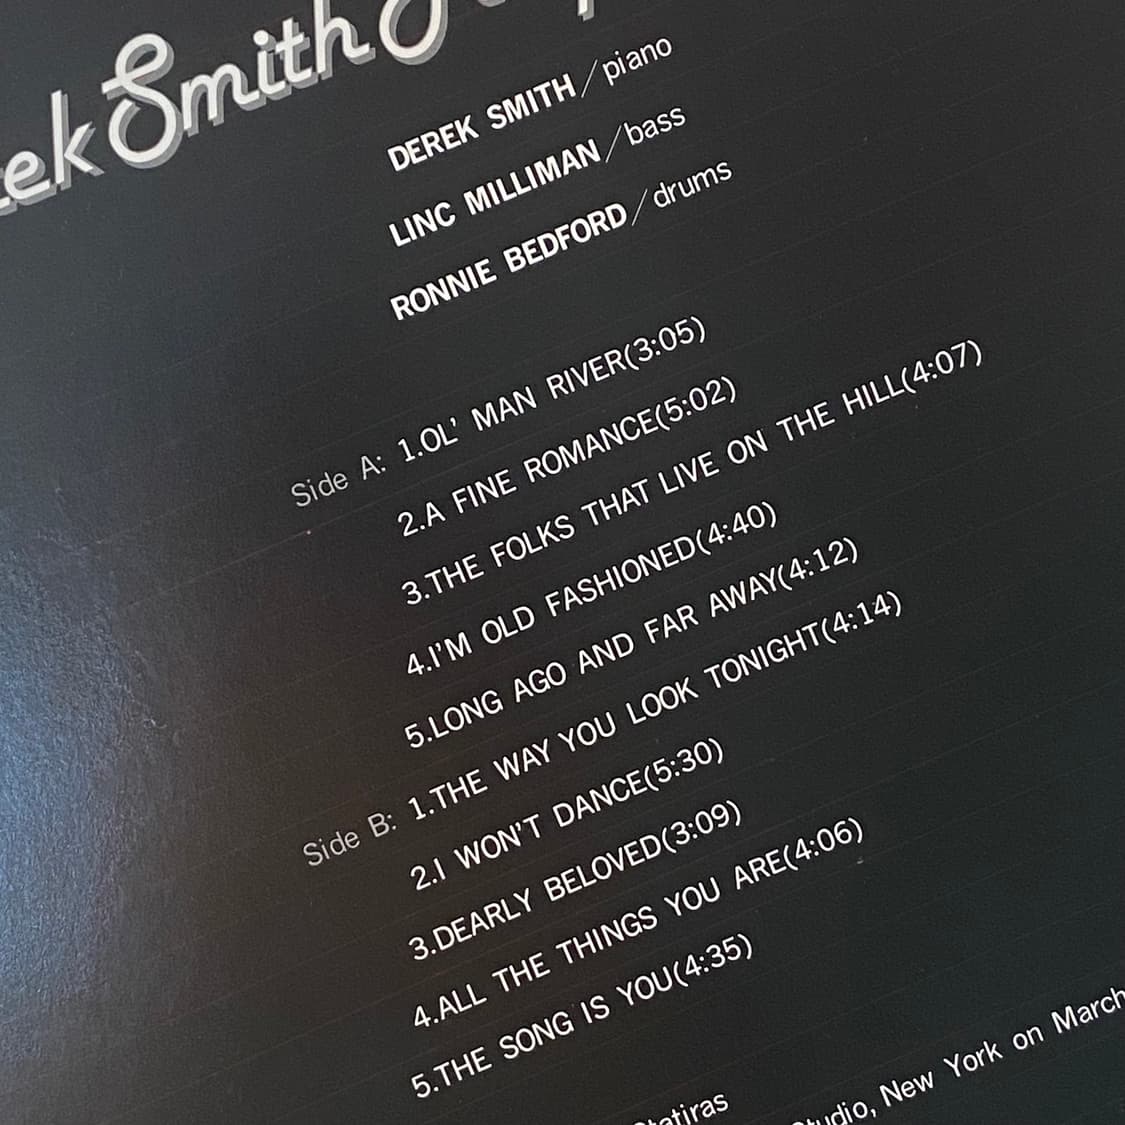 Smith
DEREK SMITH/piano
LINC MILLIMAN/bass
RONNIE BEDFORD/drums
Side A: 1.OL' MAN RIVER(3:05)
2.A FINE ROMANCE(5:02)
3.THE FOLKS THAT LIVE ON THE HILL(4:07)
4.I'M OLD FASHIONED(4:40)
5.LONG AGO AND FAR AWAY(4:12)
Side B: 1.THE WAY YOU LOOK TONIGHT(4:14)
2.I WON'T DANCE(5:30)
3.DEARLY BELOVED(3:09)
4.ALL THE THINGS YOU ARE(4:06)
5.THE SONG IS YOU(4:35)
New York on March